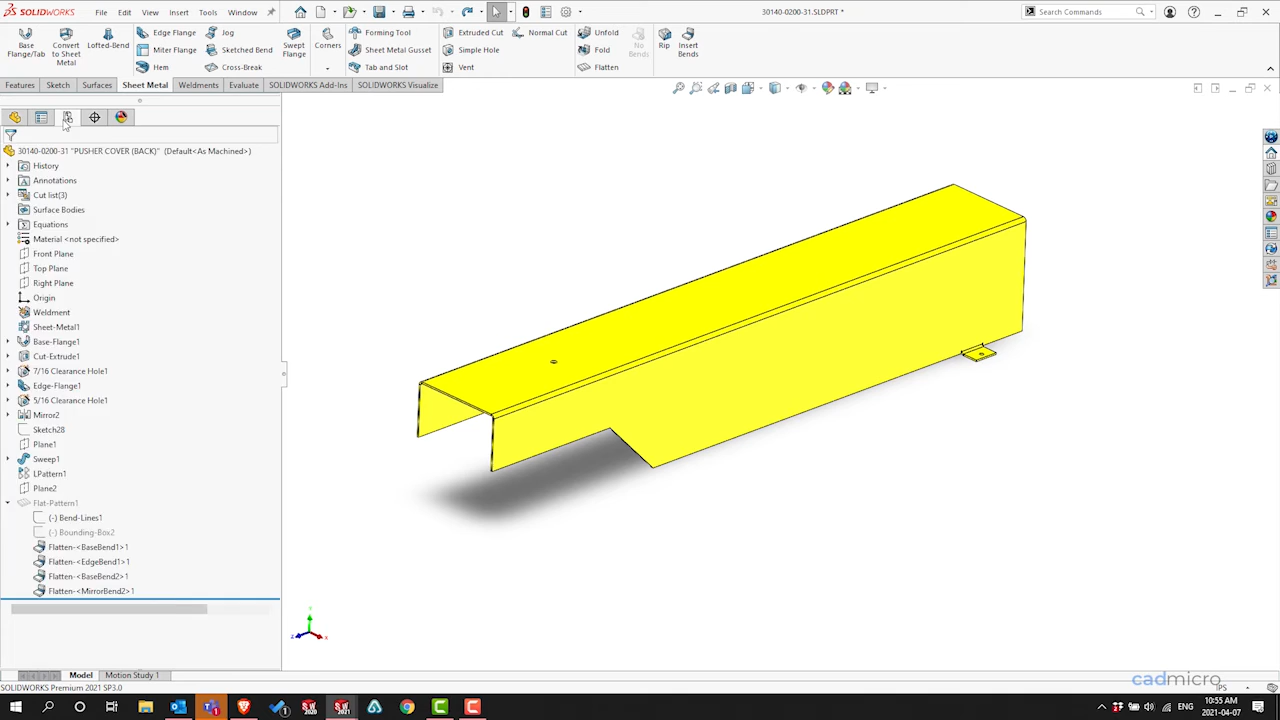 SOLIDWORKS File Edit View Insert Tools Window 30140-0200-31.SLDPRT * Search Commands
Base Flange/Tab Convert to Sheet Metal Lofted-Bend Edge Flange Miter Flange Hem Jog Sketched Bend Cross-Break Swept Flange Corners Forming Tool Sheet Metal Gusset Tab and Slot Extruded Cut Simple Hole Vent Normal Cut Unfold Fold Flatten No Bends Rip Insert Bends
Features Sketch Surfaces Sheet Metal Weldments Evaluate SOLIDWORKS Add-Ins SOLIDWORKS Visualize
30140-0200-31 "PUSHER COVER (BACK)" (Default<As Machined>)
History
Annotations
Cut list(3)
Surface Bodies
Equations
Material <not specified>
Front Plane
Top Plane
Right Plane
Origin
Weldment
Sheet-Metal1
Base-Flange1
Cut-Extrude1
7/16 Clearance Hole1
Edge-Flange1
5/16 Clearance Hole1
Mirror2
Sketch28
Plane1
Sweep1
LPattern1
Plane2
Flat-Pattern1
(-) Bend-Lines1
(-) Bounding-Box2
Flatten-<BaseBend1>1
Flatten-<EdgeBend1>1
Flatten-<BaseBend2>1
Flatten-<MirrorBend2>1
Model Motion Study 1
cadmicro
SOLIDWORKS Premium 2021 SP3.0 IPS
2020 2021 ENG 10:55 AM
2021-04-07